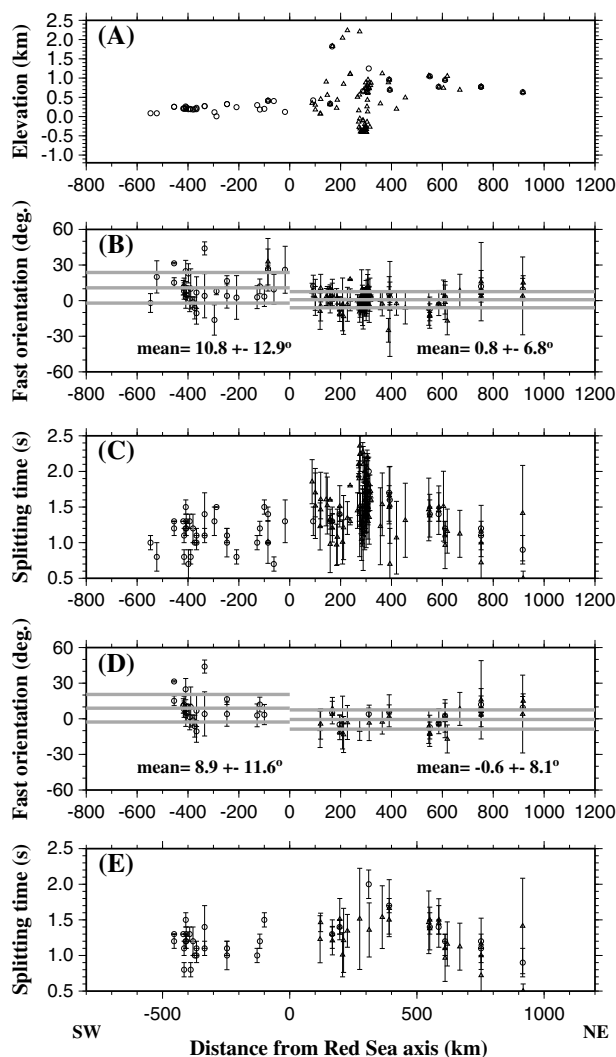 (A)
Elevation (km)
2.5
2.0
1.5
1.0
0.5
0.0
-0.5
-1.0
-800 -600 -400 -200 0 200 400 600 800 1000 1200
(B)
Fast orientation (deg.)
60
30
0
-30
-60
mean= 10.8 +- 12.9º
mean= 0.8 +- 6.8º
-800 -600 -400 -200 0 200 400 600 800 1000 1200
(C)
Splitting time (s)
2.5
2.0
1.5
1.0
0.5
-800 -600 -400 -200 0 200 400 600 800 1000 1200
(D)
Fast orientation (deg.)
60
30
0
-30
-60
mean= 8.9 +- 11.6º
mean= -0.6 +- 8.1º
-800 -600 -400 -200 0 200 400 600 800 1000 1200
(E)
Splitting time (s)
2.5
2.0
1.5
1.0
0.5
-500 0 500 1000
SW
Distance from Red Sea axis (km)
NE